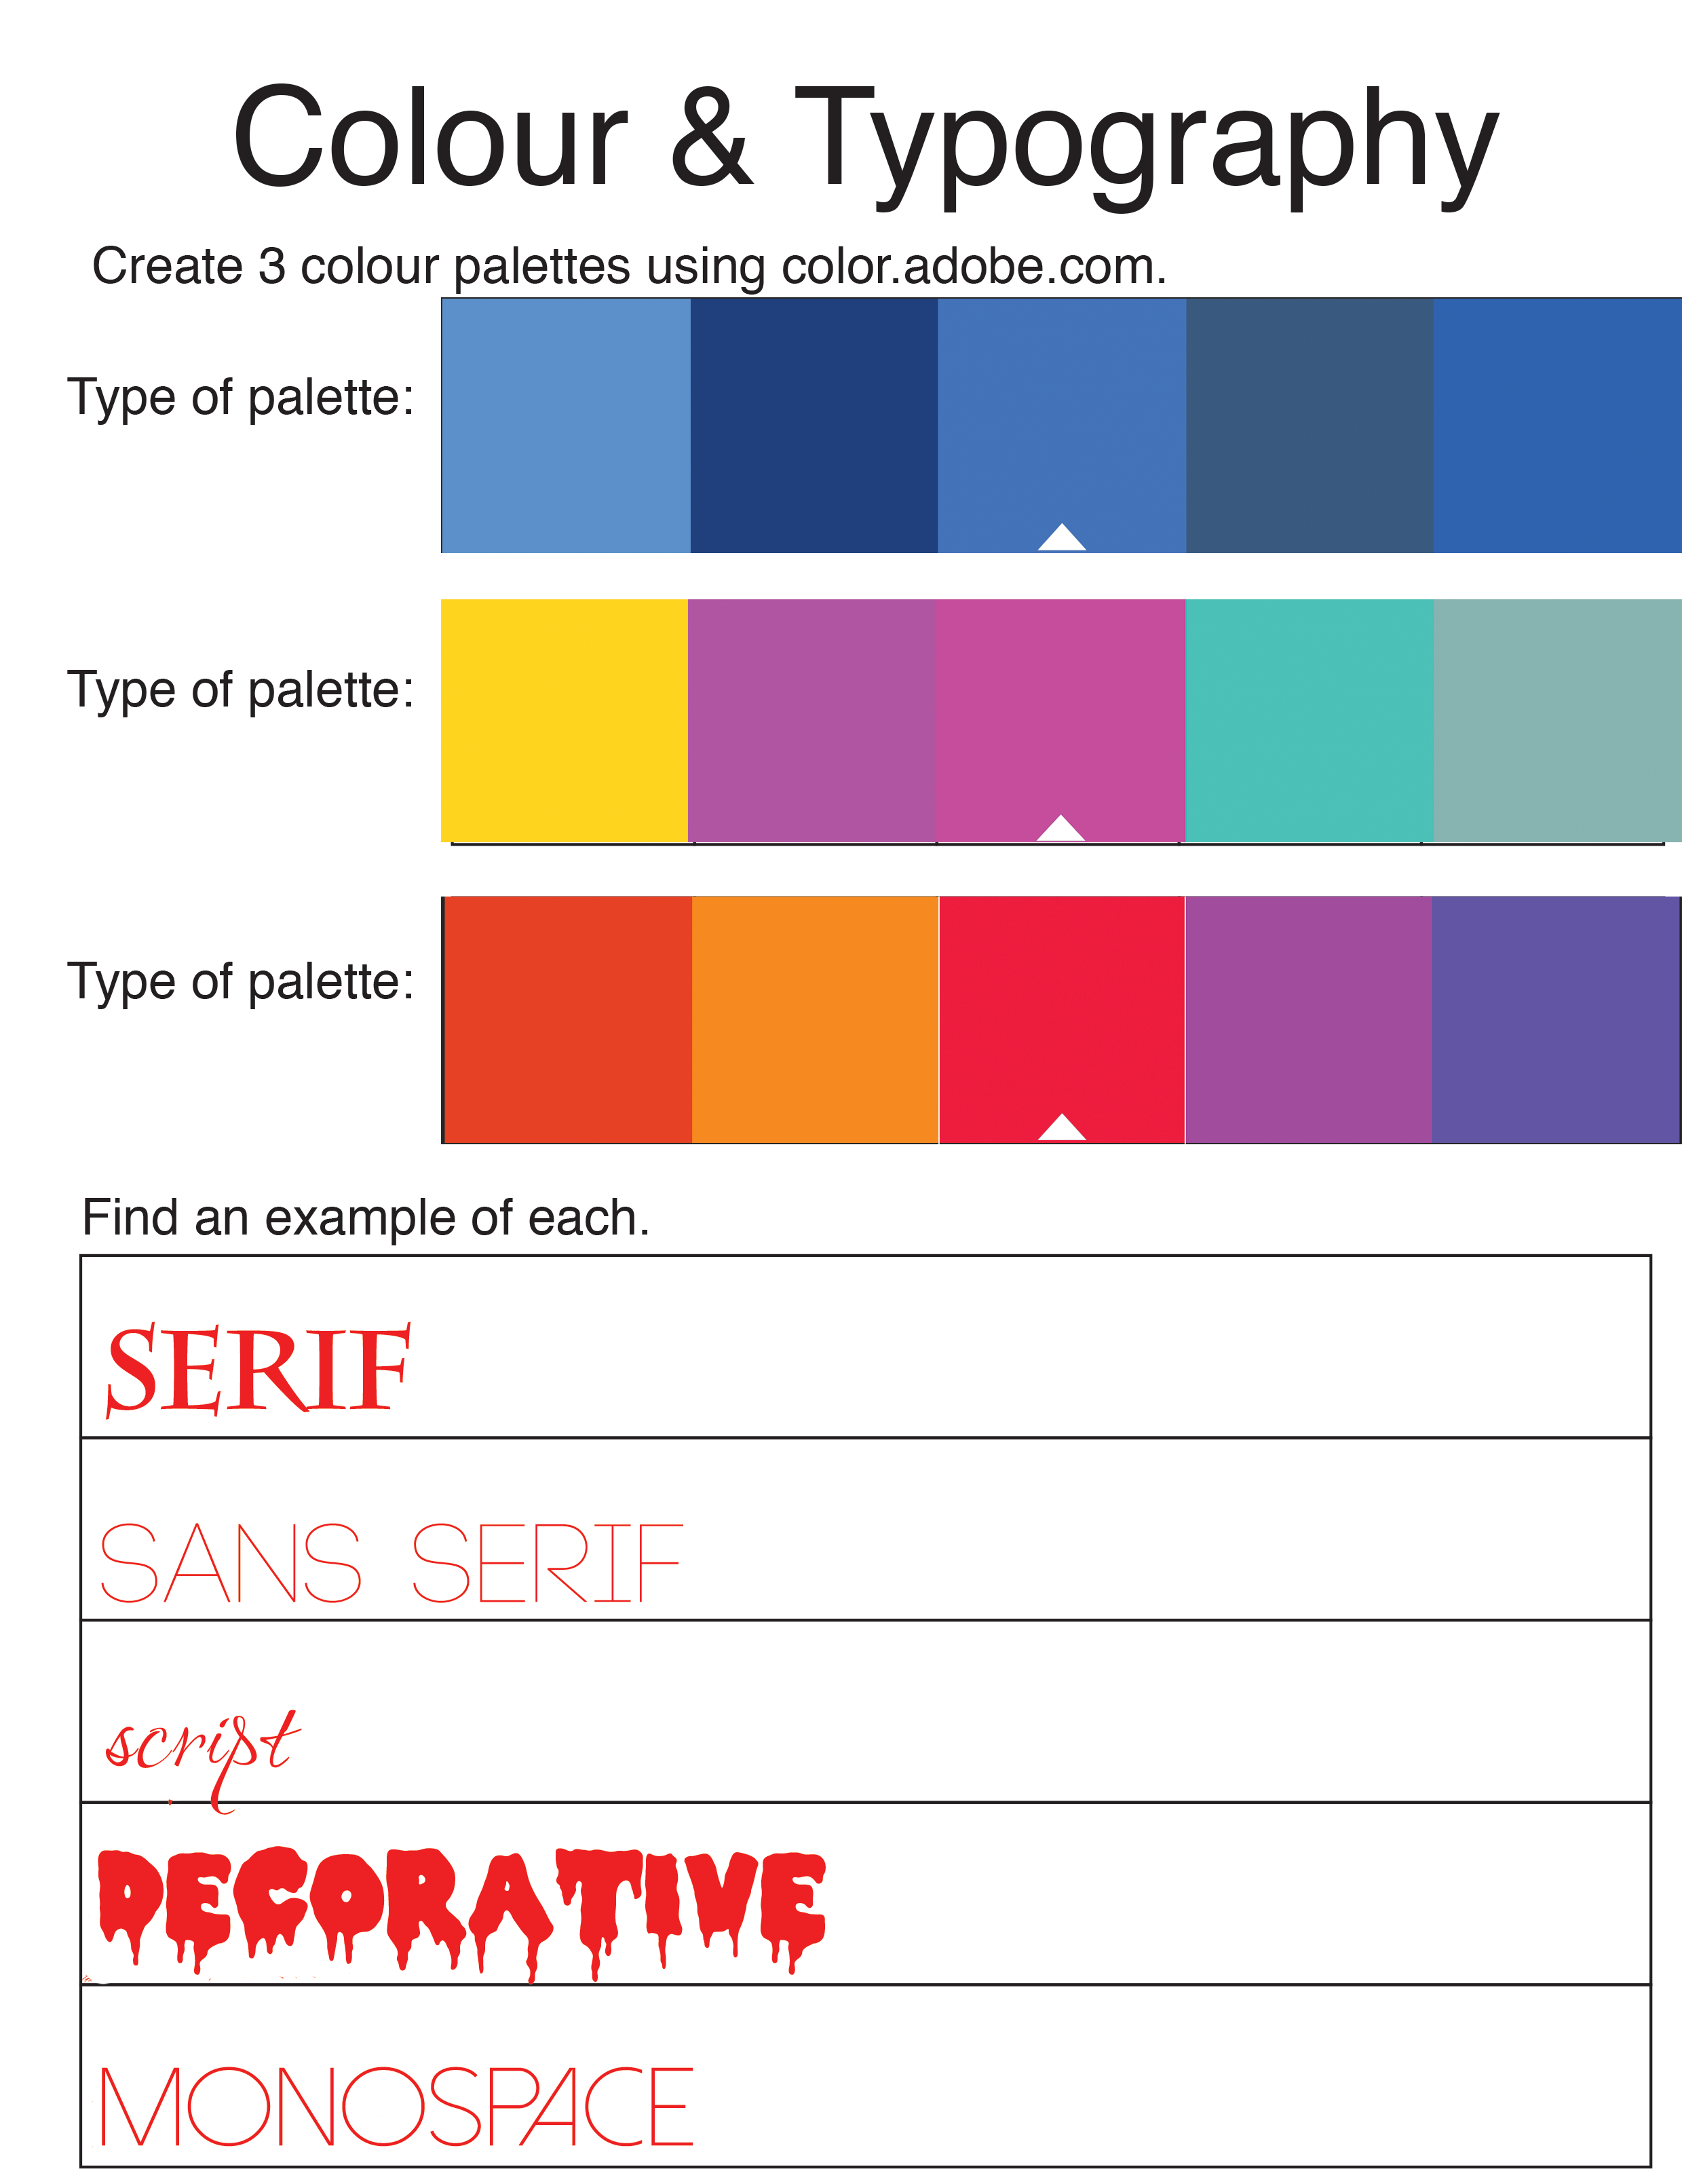 Colour & Typography
Create 3 colour palettes using color.adobe.com.
Type of palette:
Type of palette:
Type of palette:
Find an example of each.
SERIF
SANS SERIF
script
DECORATIVE
MONOSPACE